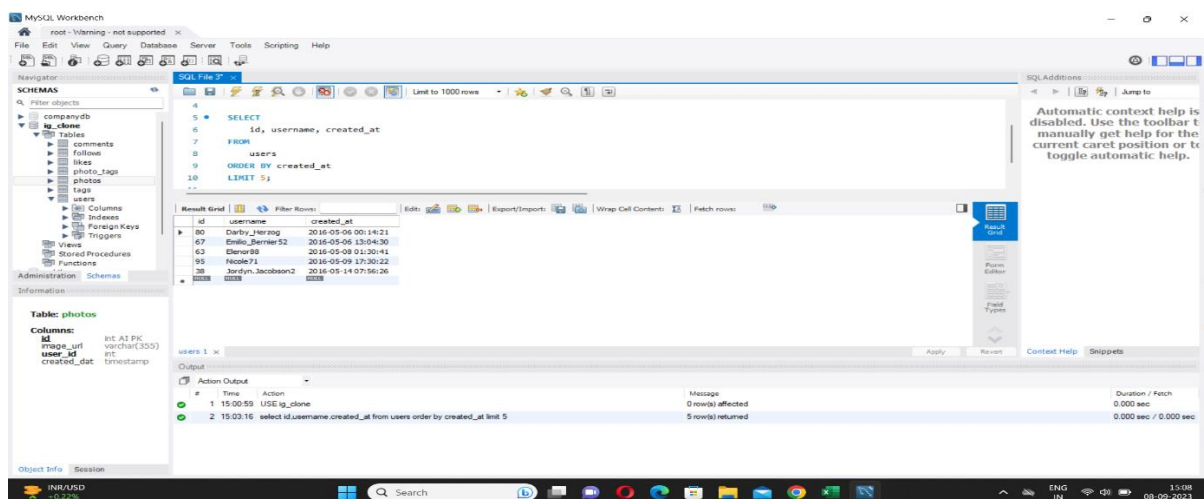 MySQL Workbench
root - Warning - not supported ×
File Edit View Query Database Server Tools Scripting Help
Navigator
SCHEMAS
Filter objects
companydb
ig_clone
Tables
comments
follows
likes
photo_tags
photos
tags
users
Columns
Indexes
Foreign Keys
Triggers
Views
Stored Procedures
Functions
Administration Schemas
Information
Table: photos
Columns:
id int AI PK
image_url varchar(355)
user_id int
created_dat timestamp
Object Info Session
SQL File 3* ×
Limit to 1000 rows
4
5 SELECT
6 id, username, created_at
7 FROM
8 users
9 ORDER BY created_at
10 LIMIT 5;
Result Grid Filter Rows: Edit: Export/Import: Wrap Cell Content: Fetch rows:
id username created_at
80 Darby_Herzog 2016-05-06 00:14:21
67 Emilio_Bernier52 2016-05-06 13:04:30
63 Elenor88 2016-05-08 01:30:41
95 Nicole71 2016-05-09 17:30:22
38 Jordyn.Jacobson2 2016-05-14 07:56:26
NULL NULL NULL
Result Grid
Form Editor
Field Types
users 1 ×
Apply Revert
Output
Action Output
# Time Action Message Duration / Fetch
1 15:00:59 USE ig_clone 0 row(s) affected 0.000 sec
2 15:03:16 select id,username,created_at from users order by created_at limit 5 5 row(s) returned 0.000 sec / 0.000 sec
SQLAdditions
Jump to
Automatic context help is
disabled. Use the toolbar t
manually get help for the
current caret position or to
toggle automatic help.
Context Help Snippets
INR/USD
+0.22%
Search
ENG
IN
15:08
08-09-2023